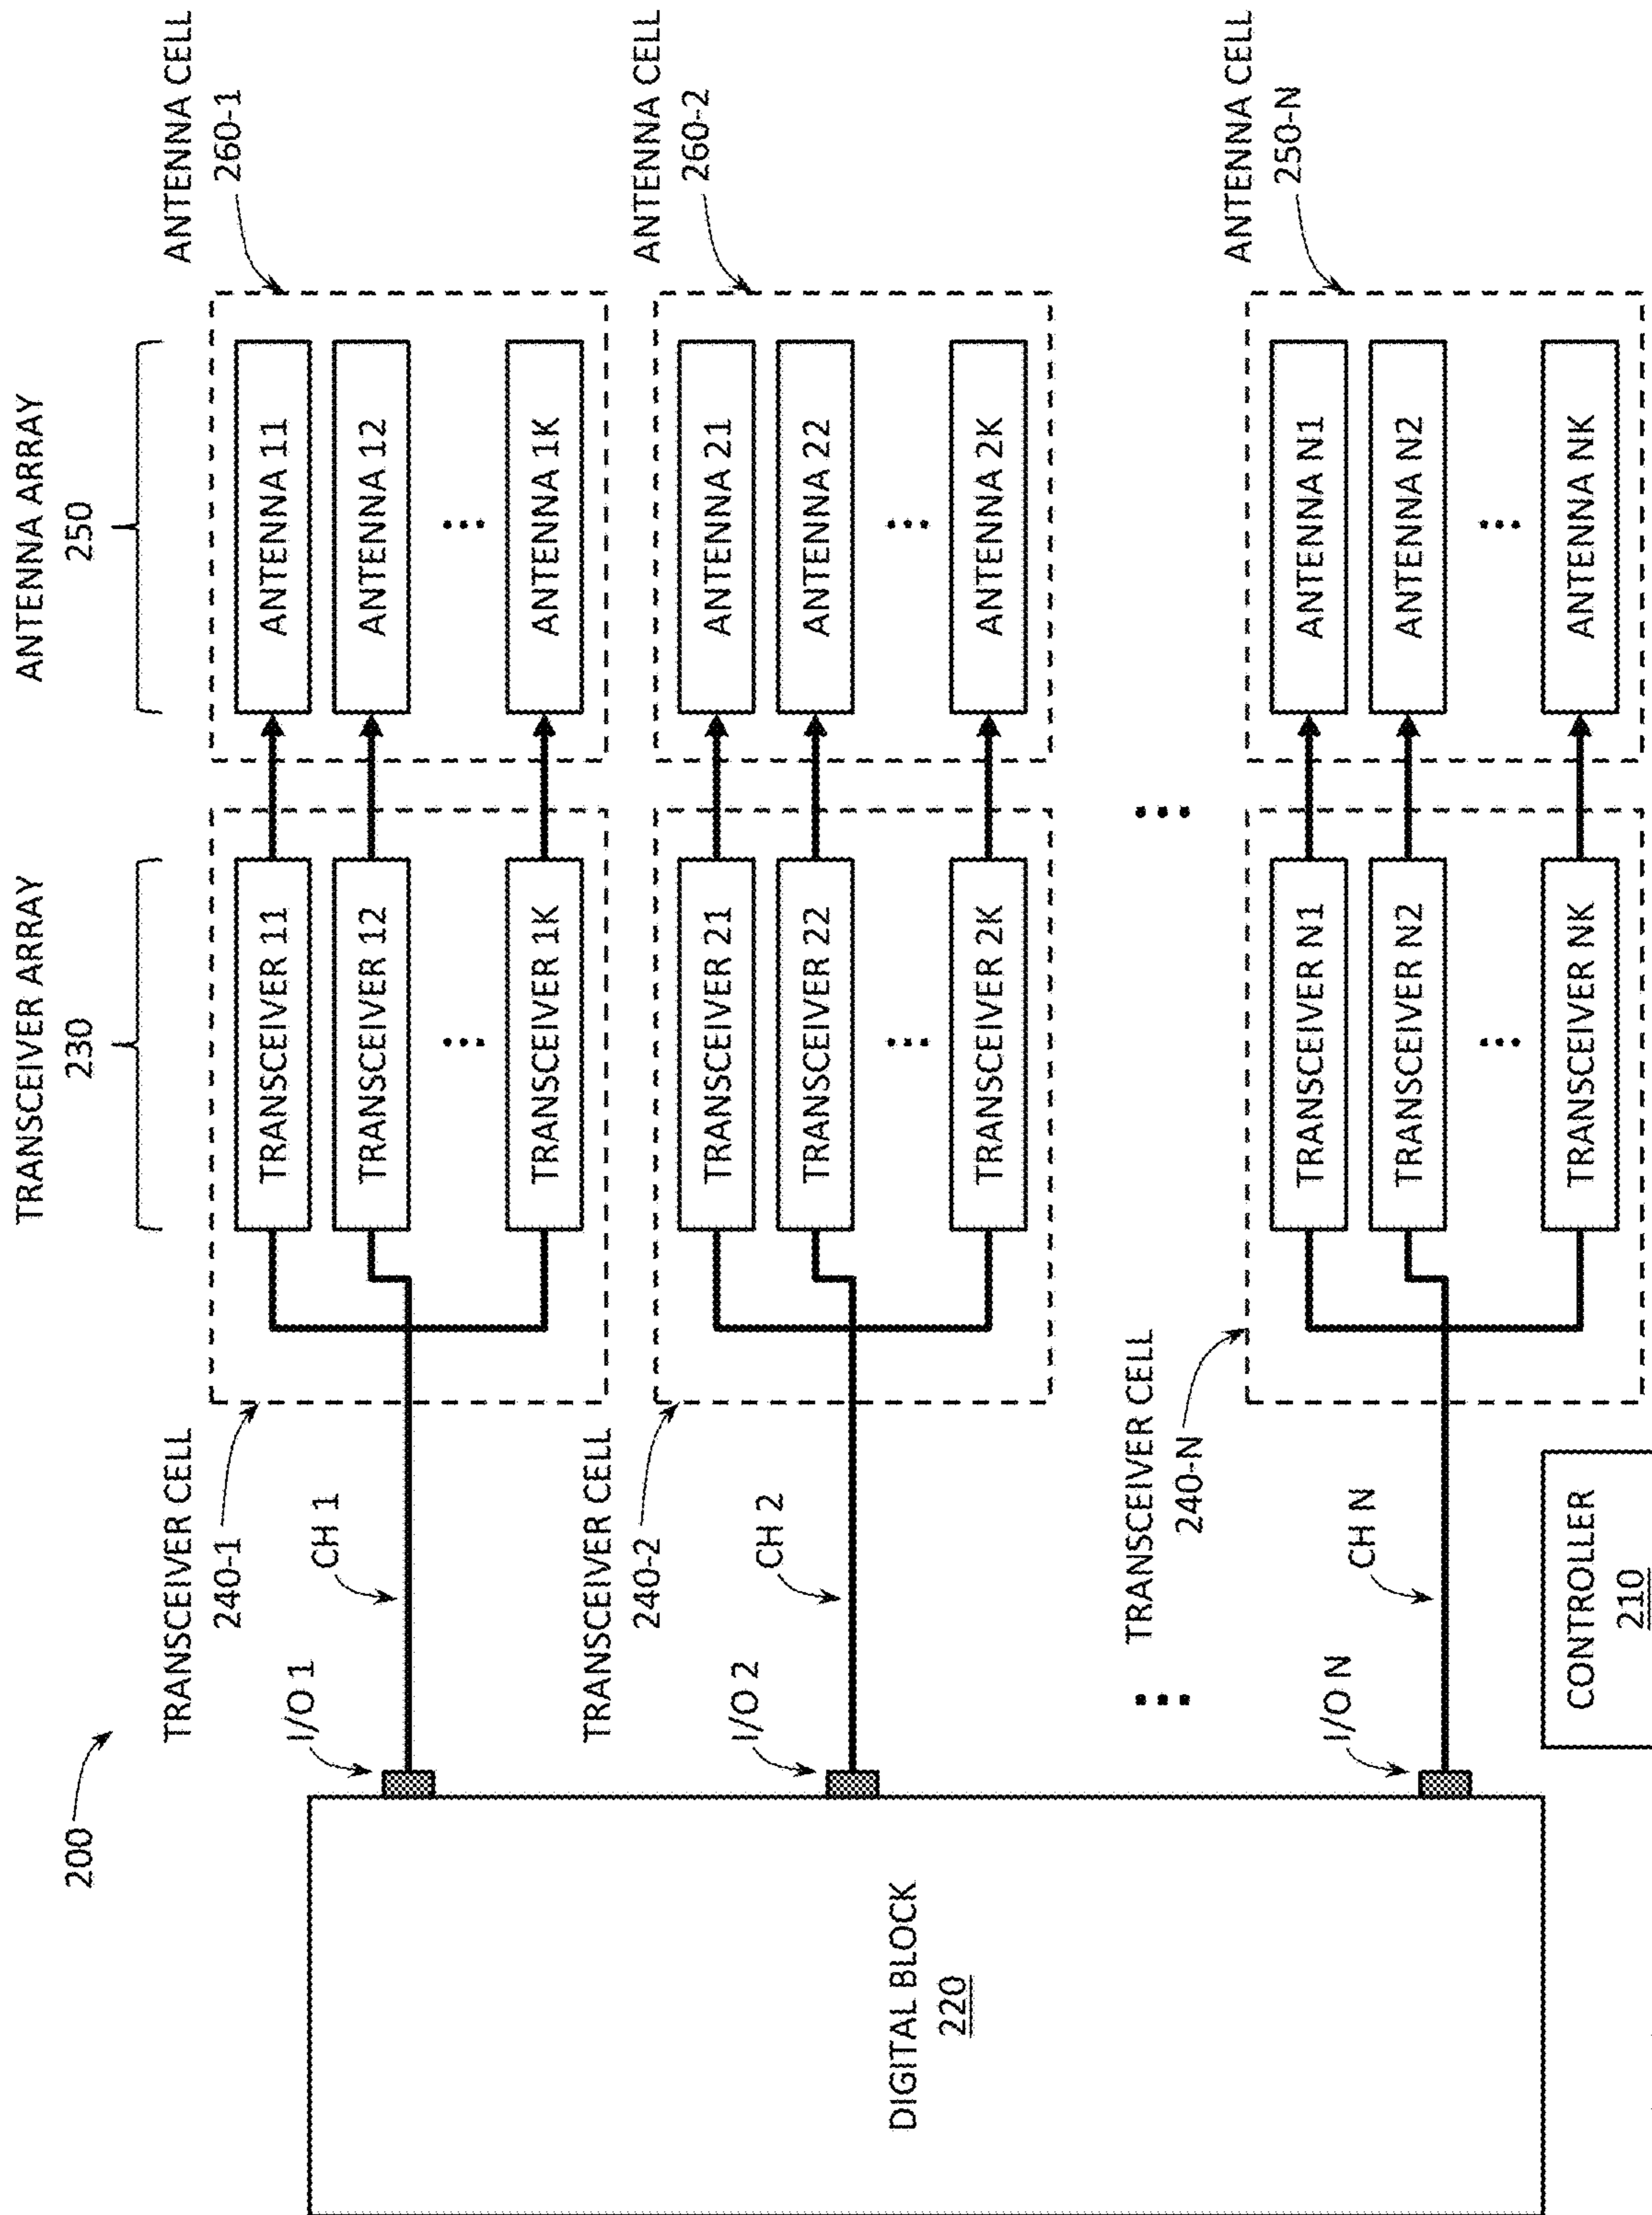 200
TRANSCEIVER ARRAY
230
ANTENNA ARRAY
250
TRANSCEIVER CELL
240-1
ANTENNA CELL
260-1
I/O 1
CH 1
TRANSCEIVER 11
ANTENNA 11
TRANSCEIVER 12
ANTENNA 12
...
...
TRANSCEIVER 1K
ANTENNA 1K
TRANSCEIVER CELL
240-2
ANTENNA CELL
260-2
I/O 2
CH 2
TRANSCEIVER 21
ANTENNA 21
TRANSCEIVER 22
ANTENNA 22
...
...
TRANSCEIVER 2K
ANTENNA 2K
DIGITAL BLOCK
220
...
...
TRANSCEIVER CELL
240-N
ANTENNA CELL
250-N
I/O N
CH N
TRANSCEIVER N1
ANTENNA N1
TRANSCEIVER N2
ANTENNA N2
...
...
TRANSCEIVER NK
ANTENNA NK
CONTROLLER
210